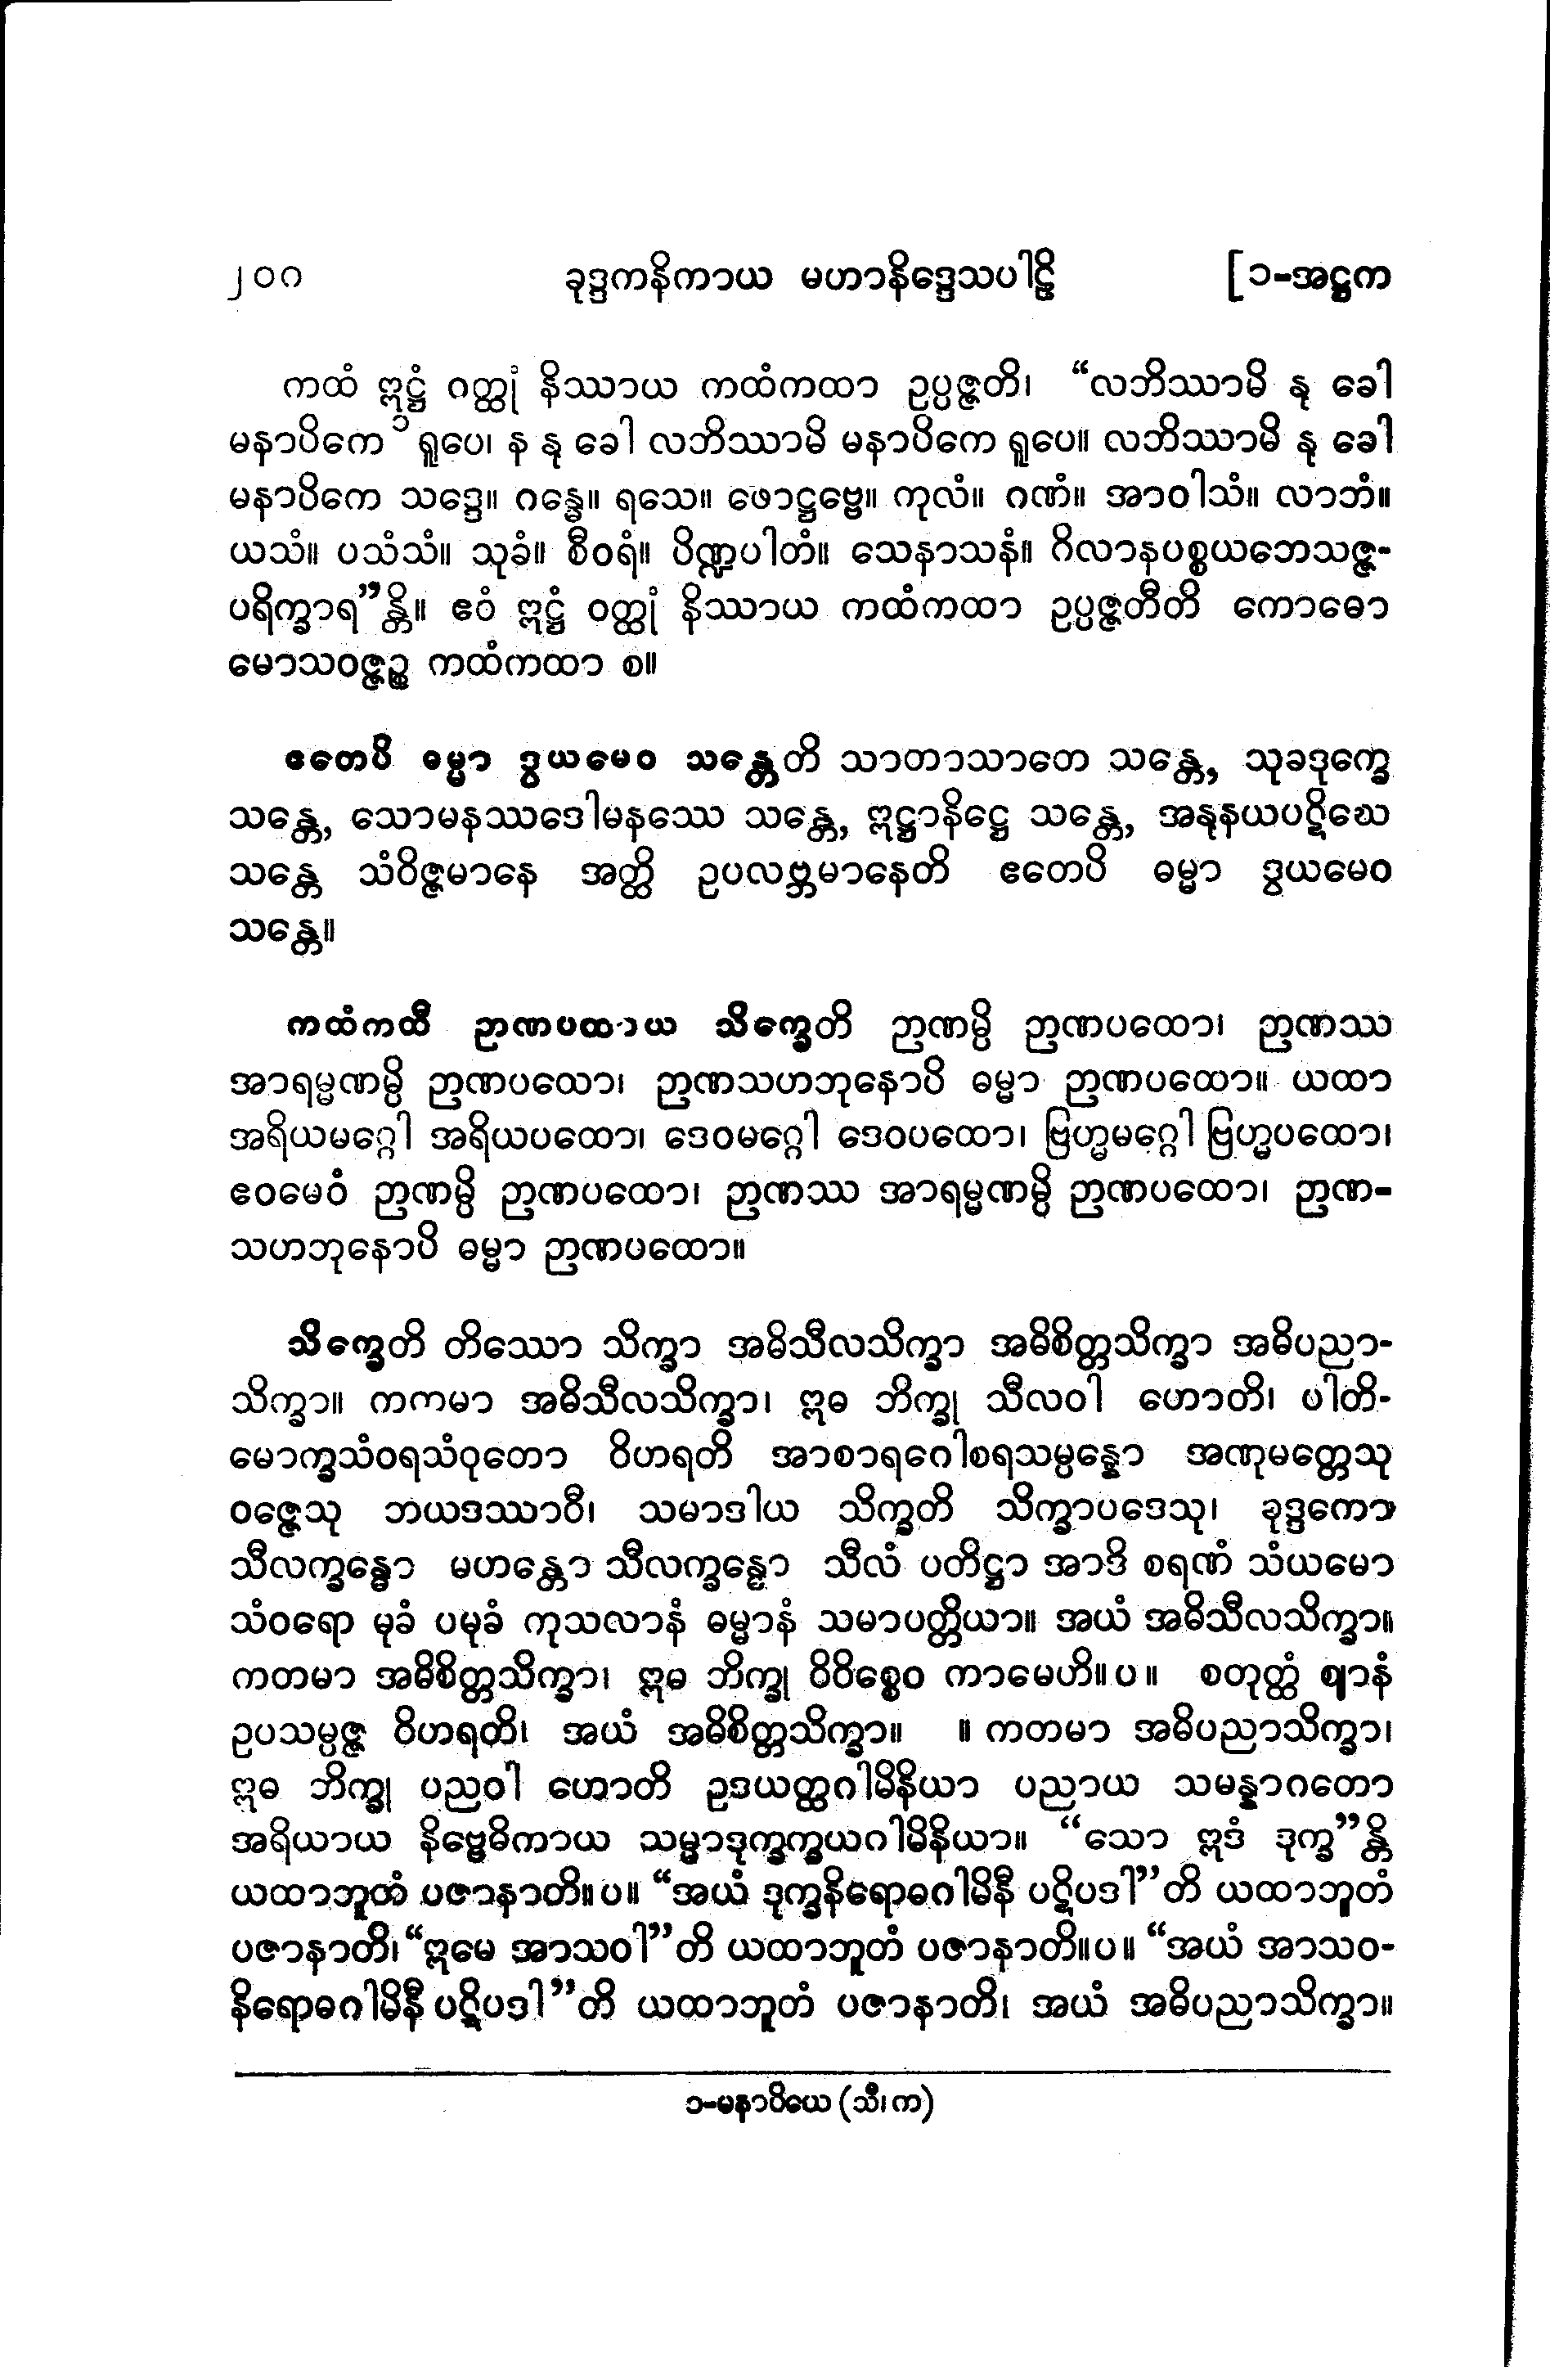 ၂၀၈ ခုဒ္ဒကနိကာယ မဟာနိဒ္ဒေသပါဠိ [၁-အဋ္ဌက
ကထံ ဣဋ္ဌံ ဂတ္ထုံ နိဿာယ ကထံကထာ ဥပ္ပဇ္ဇတိ၊ “လဘိဿာမိ နု ခေါ
မနာပိကေ ၁ ရူပေ၊ န နု ခေါ လဘိဿာမိ မနာပိကေ ရူပေ။ လဘိဿာမိ နု ခေါ
မနာပိကေ သဒ္ဒေ။ ဂန္ဓေ။ ရသေ။ ဖောဋ္ဌဗ္ဗေ။ ကုလံ။ ဂဏံ။ အာဝါသံ။ လာဘံ။
ယသံ။ ပသံသံ။ သုခံ။ စီဝရံ။ ပိဏ္ဍပါတံ။ သေနာသနံ။ ဂိလာနပစ္စယဘေသဇ္ဇ-
ပရိက္ခာရ”န္တိ။ ဧဝံ ဣဋ္ဌံ ဝတ္ထုံ နိဿာယ ကထံကထာ ဥပ္ပဇ္ဇတီတိ ကောဓော
မောသဝဇ္ဇဉ္စ ကထံကထာ စ။
ဧတေပိ ဓမ္မာ ဒွယမေဝ သန္တေတိ သာတာသာတေ သန္တေ, သုခဒုက္ခေ
သန္တေ, သောမနဿဒေါမနဿေ သန္တေ, ဣဋ္ဌာနိဋ္ဌေ သန္တေ, အနုနယပဋိဃေ
သန္တေ သံဝိဇ္ဇမာနေ အတ္ထိ ဥပလဗ္ဘမာနေတိ ဧတေပိ ဓမ္မာ ဒွယမေဝ
သန္တေ။
ကထံကထီ ဉာဏပထာယ သိက္ခေတိ ဉာဏမ္ပိ ဉာဏပထော၊ ဉာဏဿ
အာရမ္မဏမ္ပိ ဉာဏပထော၊ ဉာဏသဟဘုနောပိ ဓမ္မာ ဉာဏပထော။ ယထာ
အရိယမဂ္ဂေါ အရိယပထော၊ ဒေဝမဂ္ဂေါ ဒေဝပထော၊ ဗြဟ္မမဂ္ဂေါ ဗြဟ္မပထော၊
ဧဝမေဝံ ဉာဏမ္ပိ ဉာဏပထော၊ ဉာဏဿ အာရမ္မဏမ္ပိ ဉာဏပထော၊ ဉာဏ-
သဟဘုနောပိ ဓမ္မာ ဉာဏပထော။
သိက္ခေတိ တိဿော သိက္ခာ အဓိသီလသိက္ခာ အဓိစိတ္တသိက္ခာ အဓိပညာ-
သိက္ခာ။ ကကမာ အဓိသီလသိက္ခာ၊ ဣဓ ဘိက္ခု သီလဝါ ဟောတိ၊ ပါတိ-
မောက္ခသံဝရသံဝုတော ဝိဟရတိ အာစာရဂေါစရသမ္ပန္နော အဏုမတ္တေသု
ဝဇ္ဇေသု ဘယဒဿာဝီ၊ သမာဒါယ သိက္ခတိ သိက္ခာပဒေသု၊ ခုဒ္ဒကော
သီလက္ခန္ဓော မဟန္တော သီလက္ခန္ဓော သီလံ ပတိဋ္ဌာ အာဒိ စရဏံ သံယမော
သံဝရော မုခံ ပမုခံ ကုသလာနံ ဓမ္မာနံ သမာပတ္တိယာ။ အယံ အဓိသီလသိက္ခာ။
ကတမာ အဓိစိတ္တသိက္ခာ၊ ဣဓ ဘိက္ခု ဝိဝိစ္စေဝ ကာမေဟိ။ပ။ စတုတ္ထံ ဈာနံ
ဥပသမ္ပဇ္ဇ ဝိဟရတိ၊ အယံ အဓိစိတ္တသိက္ခာ။ ။ ကတမာ အဓိပညာသိက္ခာ၊
ဣဓ ဘိက္ခု ပညဝါ ဟောတိ ဥဒယတ္ထဂါမိနိယာ ပညာယ သမန္နာဂတော
အရိယာယ နိဗ္ဗေဓိကာယ သမ္မာဒုက္ခက္ခယဂါမိနိယာ။ “သော ဣဒံ ဒုက္ခ”န္တိ
ယထာဘူတံ ပဇာနာတိ။ပ။ “အယံ ဒုက္ခနိရောဓဂါမိနီ ပဋိပဒါ”တိ ယထာဘူတံ
ပဇာနာတိ၊ “ဣမေ အာသဝါ”တိ ယထာဘူတံ ပဇာနာတိ။ပ။ “အယံ အာသဝ-
နိရောဓဂါမိနီ ပဋိပဒါ”တိ ယထာဘူတံ ပဇာနာတိ၊ အယံ အဓိပညာသိက္ခာ။
၁-မနာပိယေ (သီ၊က)